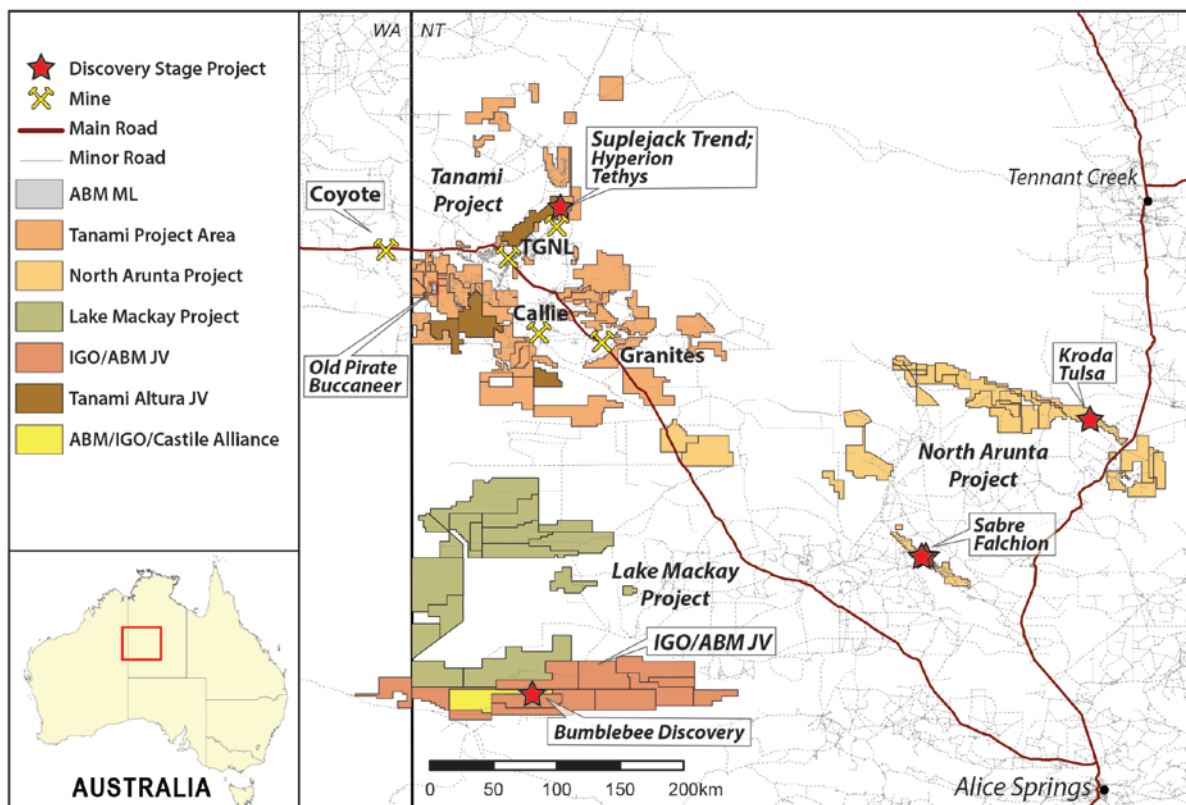 Discovery Stage Project
Mine
Main Road
Minor Road
ABM ML
Tanami Project Area
North Arunta Project
Lake Mackay Project
IGO/ABM JV
Tanami Altura JV
ABM/IGO/Castile Alliance
AUSTRALIA
WA NT
Suplejack Trend;
Hyperion
Tethys
Tanami
Project
Coyote
TGNL
Tennant Creek
Callie
Granites
Old Pirate
Buccaneer
Kroda
Tulsa
North Arunta
Project
Sabre
Falchion
Lake Mackay
Project
IGO/ABM JV
Bumblebee Discovery
0 50 100 200km
Alice Springs